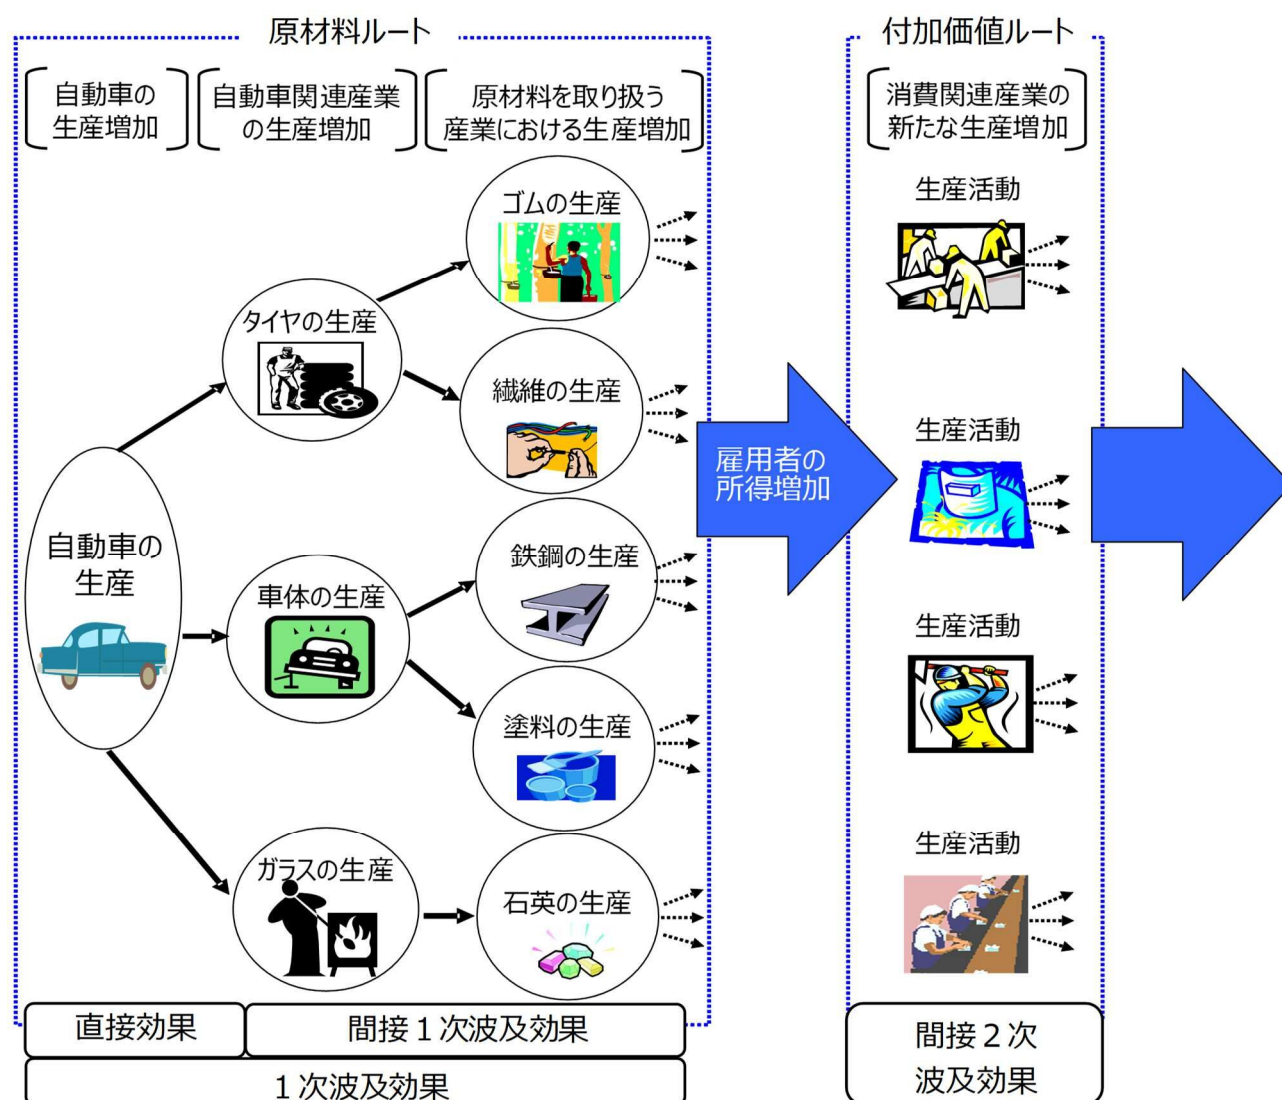 原材料ルート
付加価値ルート
自動車の
生産増加
自動車関連産業
の生産増加
原材料を取り扱う
産業における生産増加
消費関連産業の
新たな生産増加
ゴムの生産
タイヤの生産
繊維の生産
自動車の
生産
車体の生産
鉄鋼の生産
塗料の生産
ガラスの生産
石英の生産
雇用者の
所得増加
生産活動
生産活動
生産活動
生産活動
直接効果
間接１次波及効果
１次波及効果
間接２次
波及効果